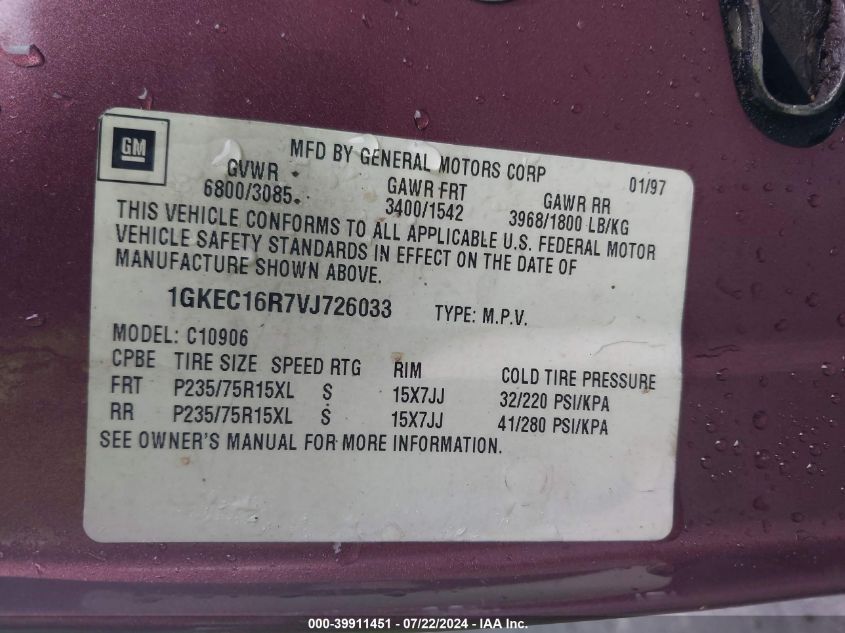 GM
MFD BY GENERAL MOTORS CORP 01/97
GVWR GAWR FRT GAWR RR
6800/3085 3400/1542 3968/1800 LB/KG
THIS VEHICLE CONFORMS TO ALL APPLICABLE U.S. FEDERAL MOTOR
VEHICLE SAFETY STANDARDS IN EFFECT ON THE DATE OF
MANUFACTURE SHOWN ABOVE.
1GKEC16R7VJ726033 TYPE: M.P.V.
MODEL: C10906
CPBE TIRE SIZE SPEED RTG RIM COLD TIRE PRESSURE
FRT P235/75R15XL S 15X7JJ 32/220 PSI/KPA
RR P235/75R15XL S 15X7JJ 41/280 PSI/KPA
SEE OWNER'S MANUAL FOR MORE INFORMATION.
000-39911451 - 07/22/2024 - COPYRIGHT IAA, Inc.